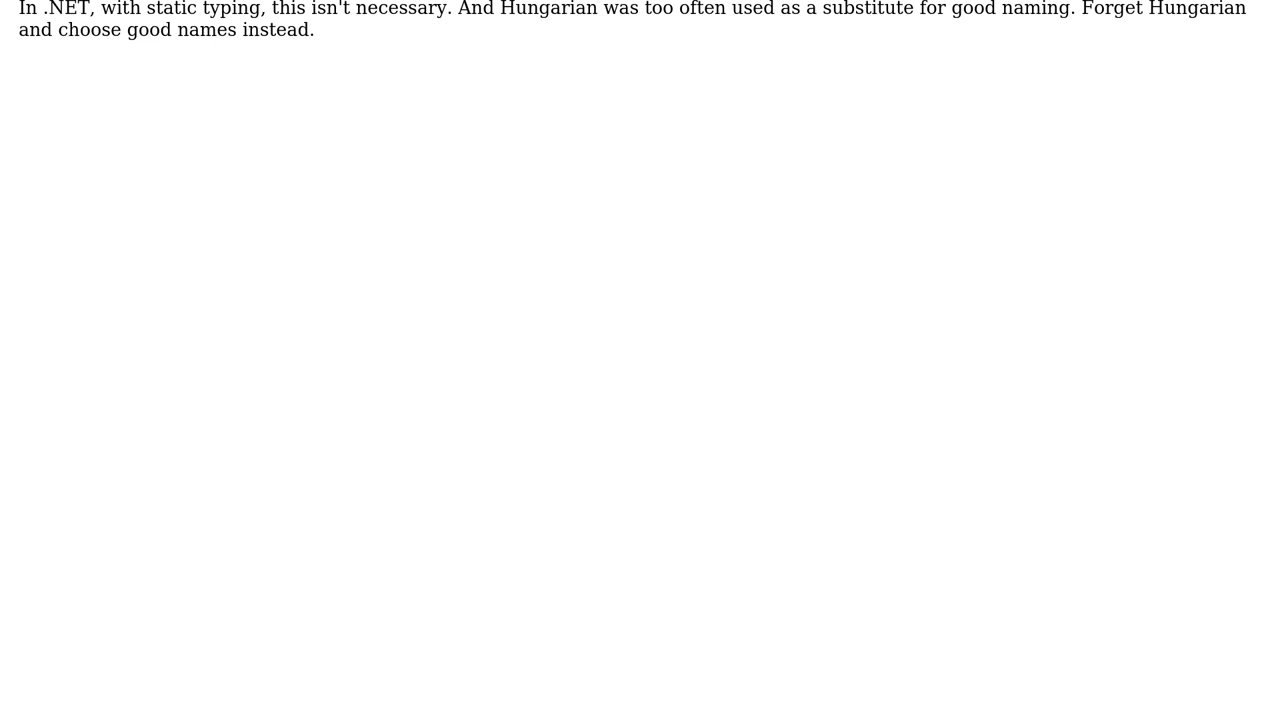 In .NET, with static typing, this isn't necessary. And Hungarian was too often used as a substitute for good naming. Forget Hungarian
and choose good names instead.